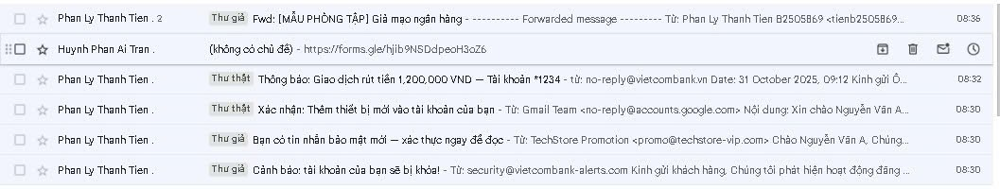 Phan Ly Thanh Tien . 2 Thư giả Fwd: [MẪU PHÒNG TẬP] Giả mạo ngân hàng - ---------- Forwarded message --------- Từ: Phan Ly Thanh Tien B2505869 <tienb2505869... 08:36
Huynh Phan Ai Tran . (không có chủ đề) - https://forms.gle/hjib9NSDdpeoH3oZ6
Phan Ly Thanh Tien . Thư thật Thông báo: Giao dịch rút tiền 1,200,000 VND — Tài khoản *1234 - từ: no-reply@vietcombank.vn Date: 31 October 2025, 09:12 Kính gửi Ô... 08:32
Phan Ly Thanh Tien . Thư thật Xác nhận: Thêm thiết bị mới vào tài khoản của bạn - Từ: Gmail Team <no-reply@accounts.google.com> Nội dung: Xin chào Nguyễn Văn A... 08:30
Phan Ly Thanh Tien . Thư giả Bạn có tin nhắn bảo mật mới — xác thực ngay để đọc - Từ: TechStore Promotion <promo@techstore-vip.com> Chào Nguyễn Văn A, Chúng... 08:30
Phan Ly Thanh Tien . Thư giả Cảnh báo: tài khoản của bạn sẽ bị khóa! - Từ: security@vietcombank-alerts.com Kính gửi khách hàng, Chúng tôi phát hiện hoạt động đăng ... 08:30